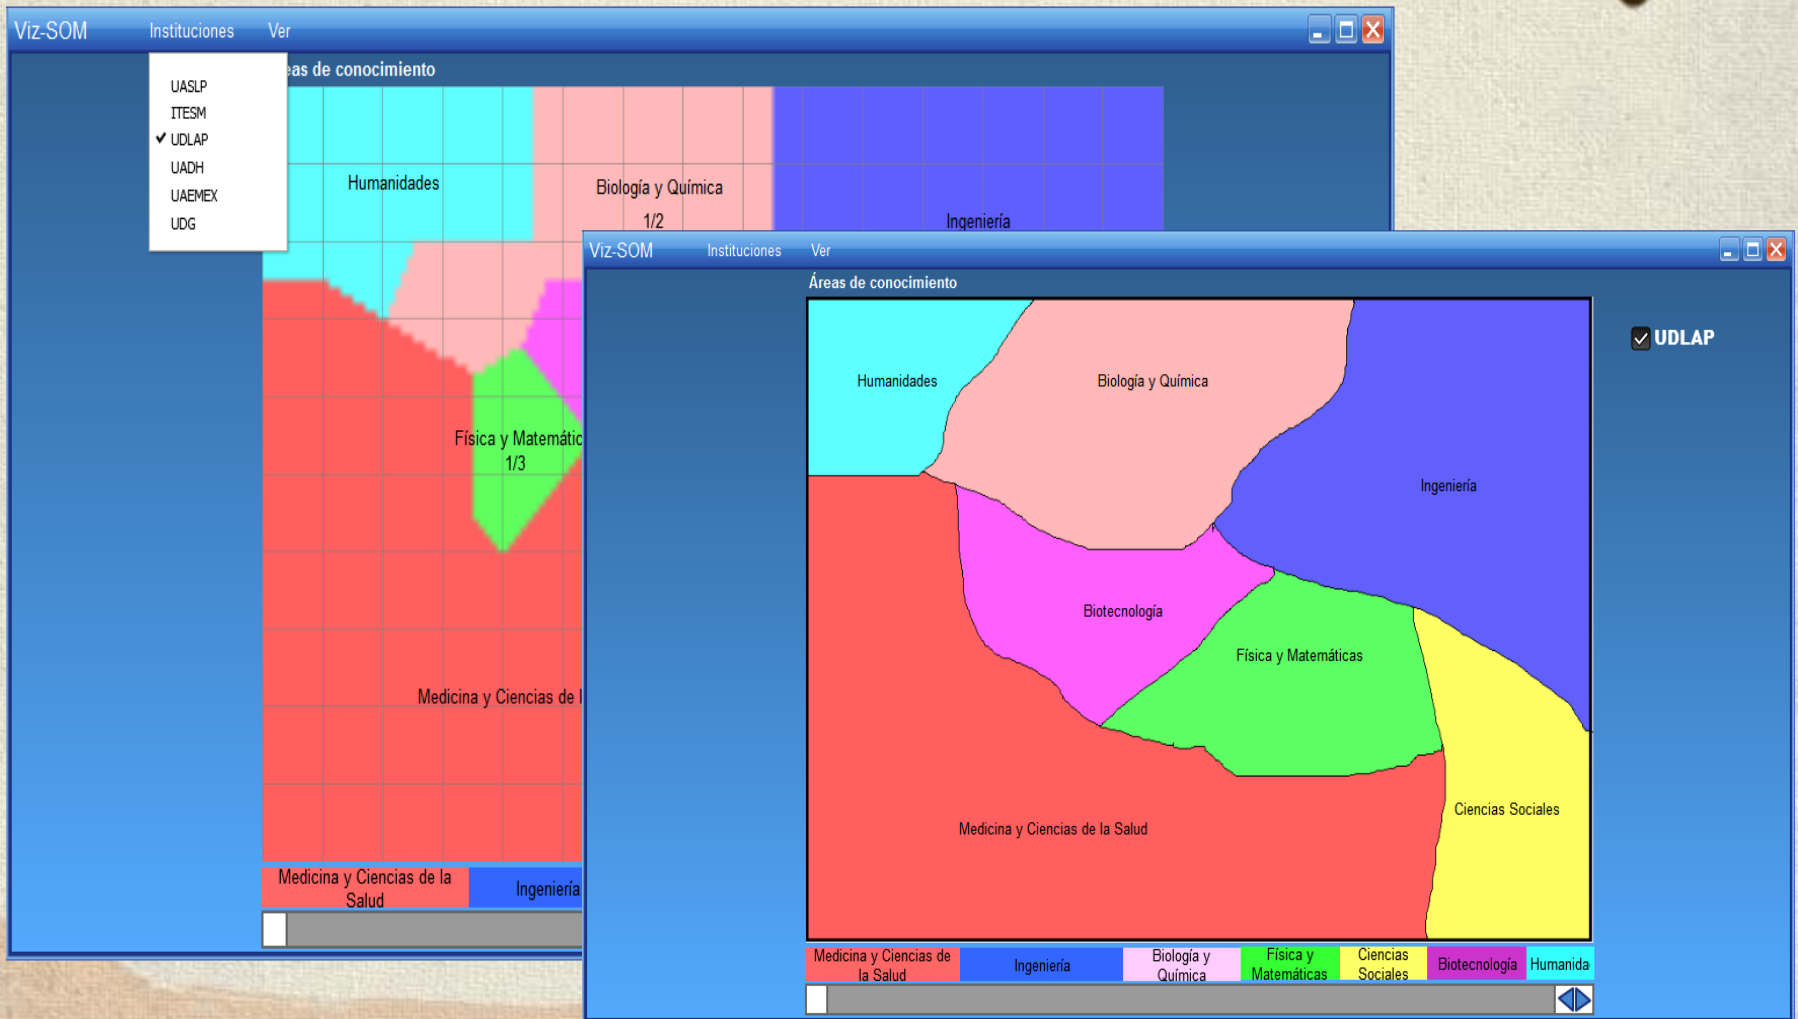 Viz-SOM Instituciones Ver
eas de conocimiento
UASLP
ITESM
UDLAP
UADH
UAEMEX
UDG
Humanidades
Biología y Química
1/2
Ingeniería
Física y Matemátic
1/3
Medicina y Ciencias de l
Medicina y Ciencias de la
Salud
Ingeniería
Viz-SOM Instituciones Ver
Áreas de conocimiento
UDLAP
Humanidades
Biología y Química
Ingeniería
Biotecnología
Física y Matemáticas
Ciencias Sociales
Medicina y Ciencias de la Salud
Medicina y Ciencias de
la Salud
Ingeniería
Biología y
Química
Física y
Matemáticas
Ciencias
Sociales
Biotecnología
Humanida